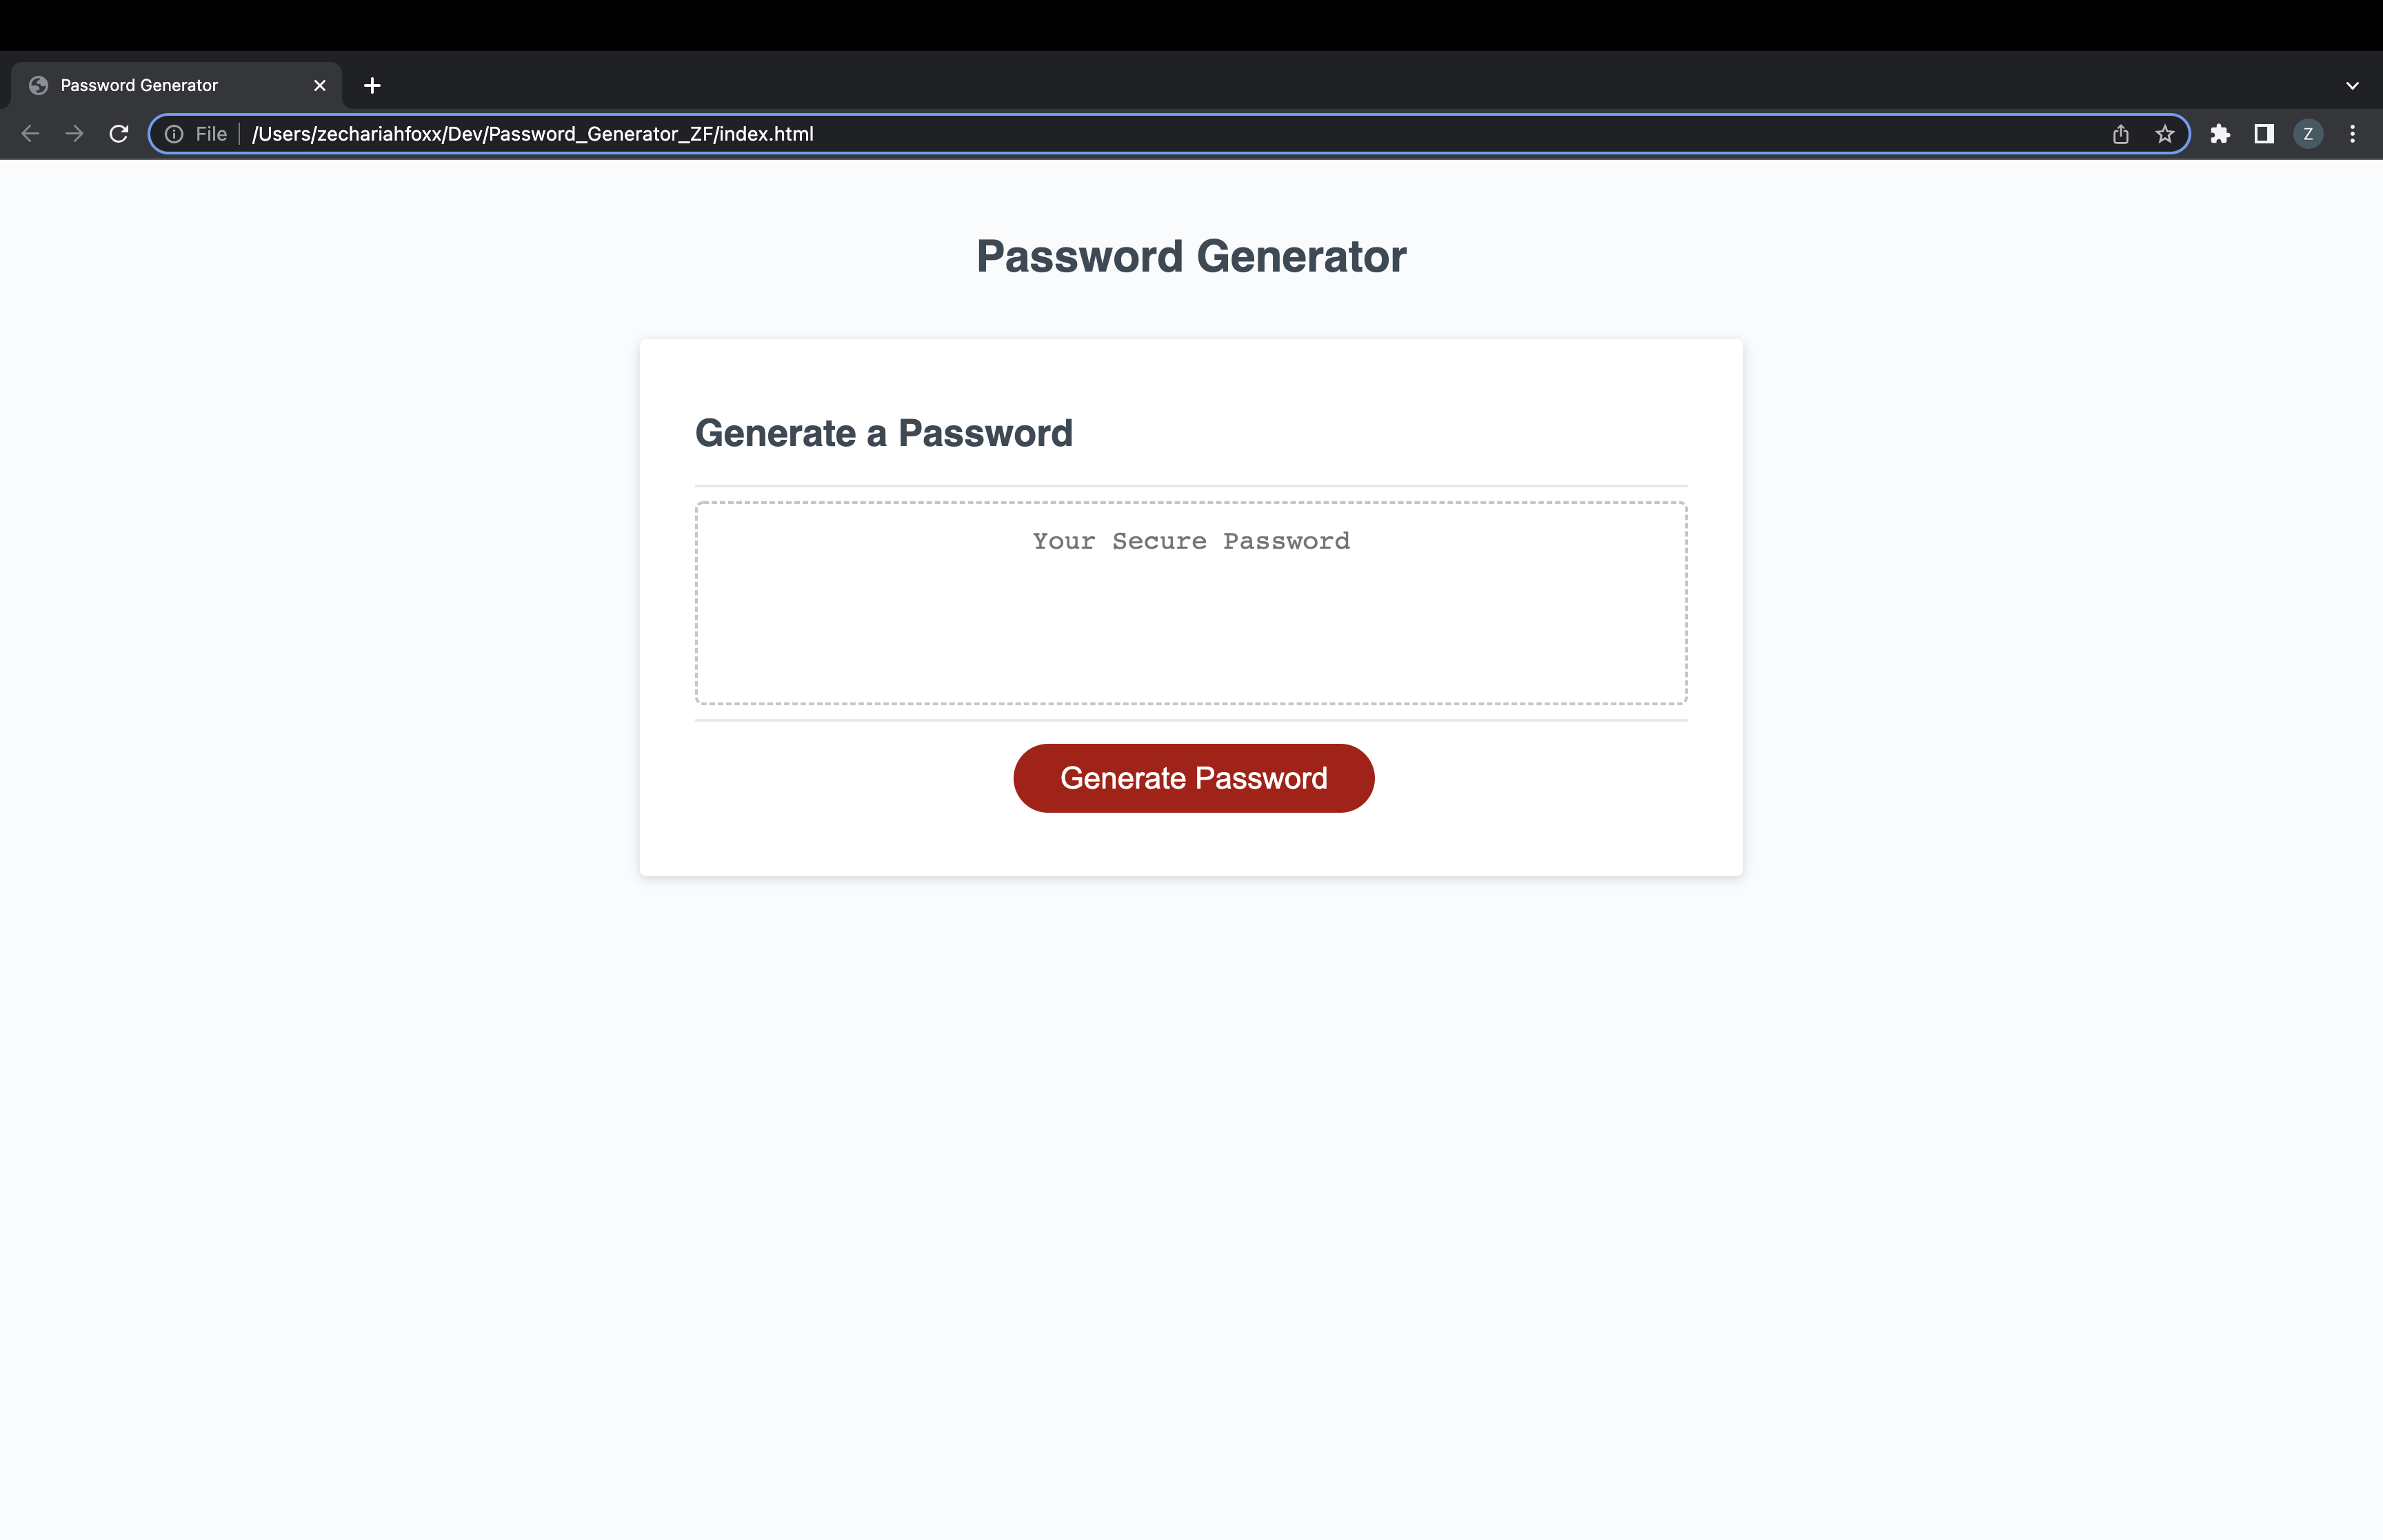 Password Generator
File /Users/zechariahfoxx/Dev/Password_Generator_ZF/index.html
Z
Password Generator
Generate a Password
Your Secure Password
Generate Password